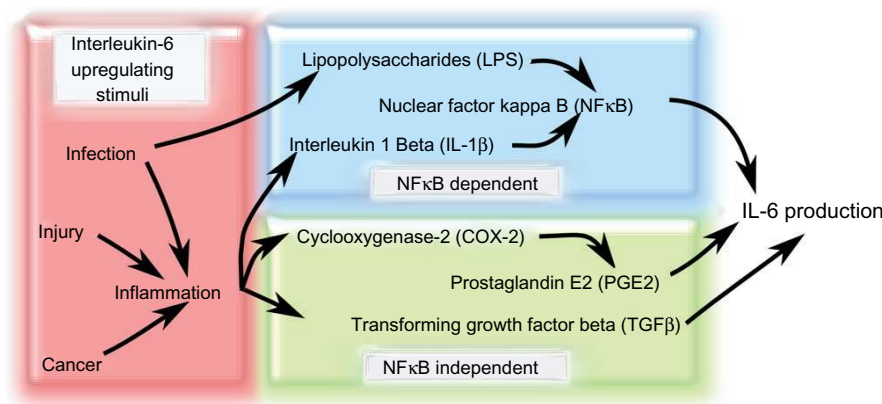 Interleukin-6
upregulating
stimuli
Infection
Injury
Inflammation
Cancer
Lipopolysaccharides (LPS)
Nuclear factor kappa B (NFκB)
Interleukin 1 Beta (IL-1β)
NFκB dependent
Cyclooxygenase-2 (COX-2)
Prostaglandin E2 (PGE2)
Transforming growth factor beta (TGFβ)
NFκB independent
IL-6 production